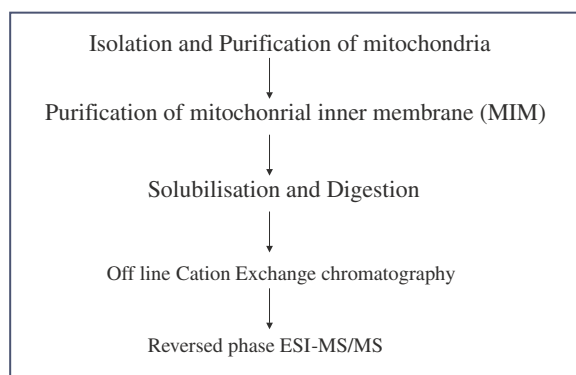 Isolation and Purification of mitochondria
Purification of mitochonrial inner membrane (MIM)
Solubilisation and Digestion
Off line Cation Exchange chromatography
Reversed phase ESI-MS/MS